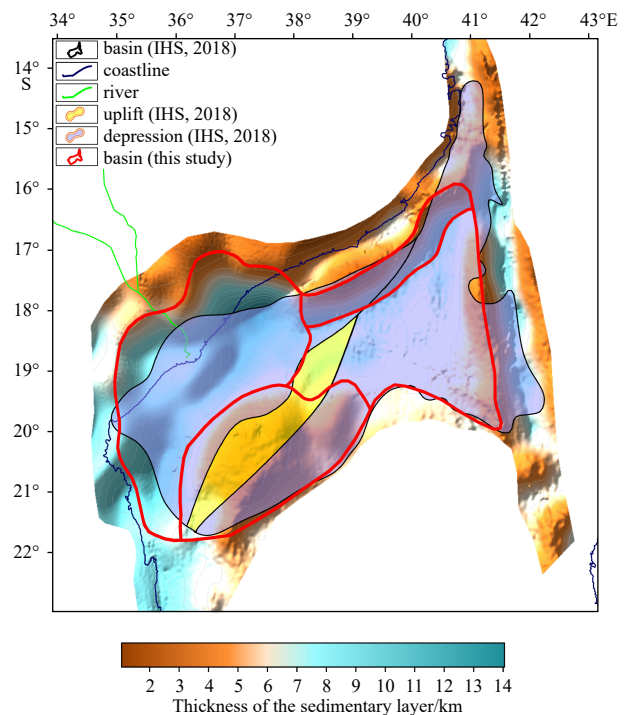 34° 35° 36° 37° 38° 39° 40° 41° 42° 43°E
14°
S
15°
16°
17°
18°
19°
20°
21°
22°
basin (IHS, 2018)
coastline
river
uplift (IHS, 2018)
depression (IHS, 2018)
basin (this study)
2 3 4 5 6 7 8 9 10 11 12 13 14
Thickness of the sedimentary layer/km